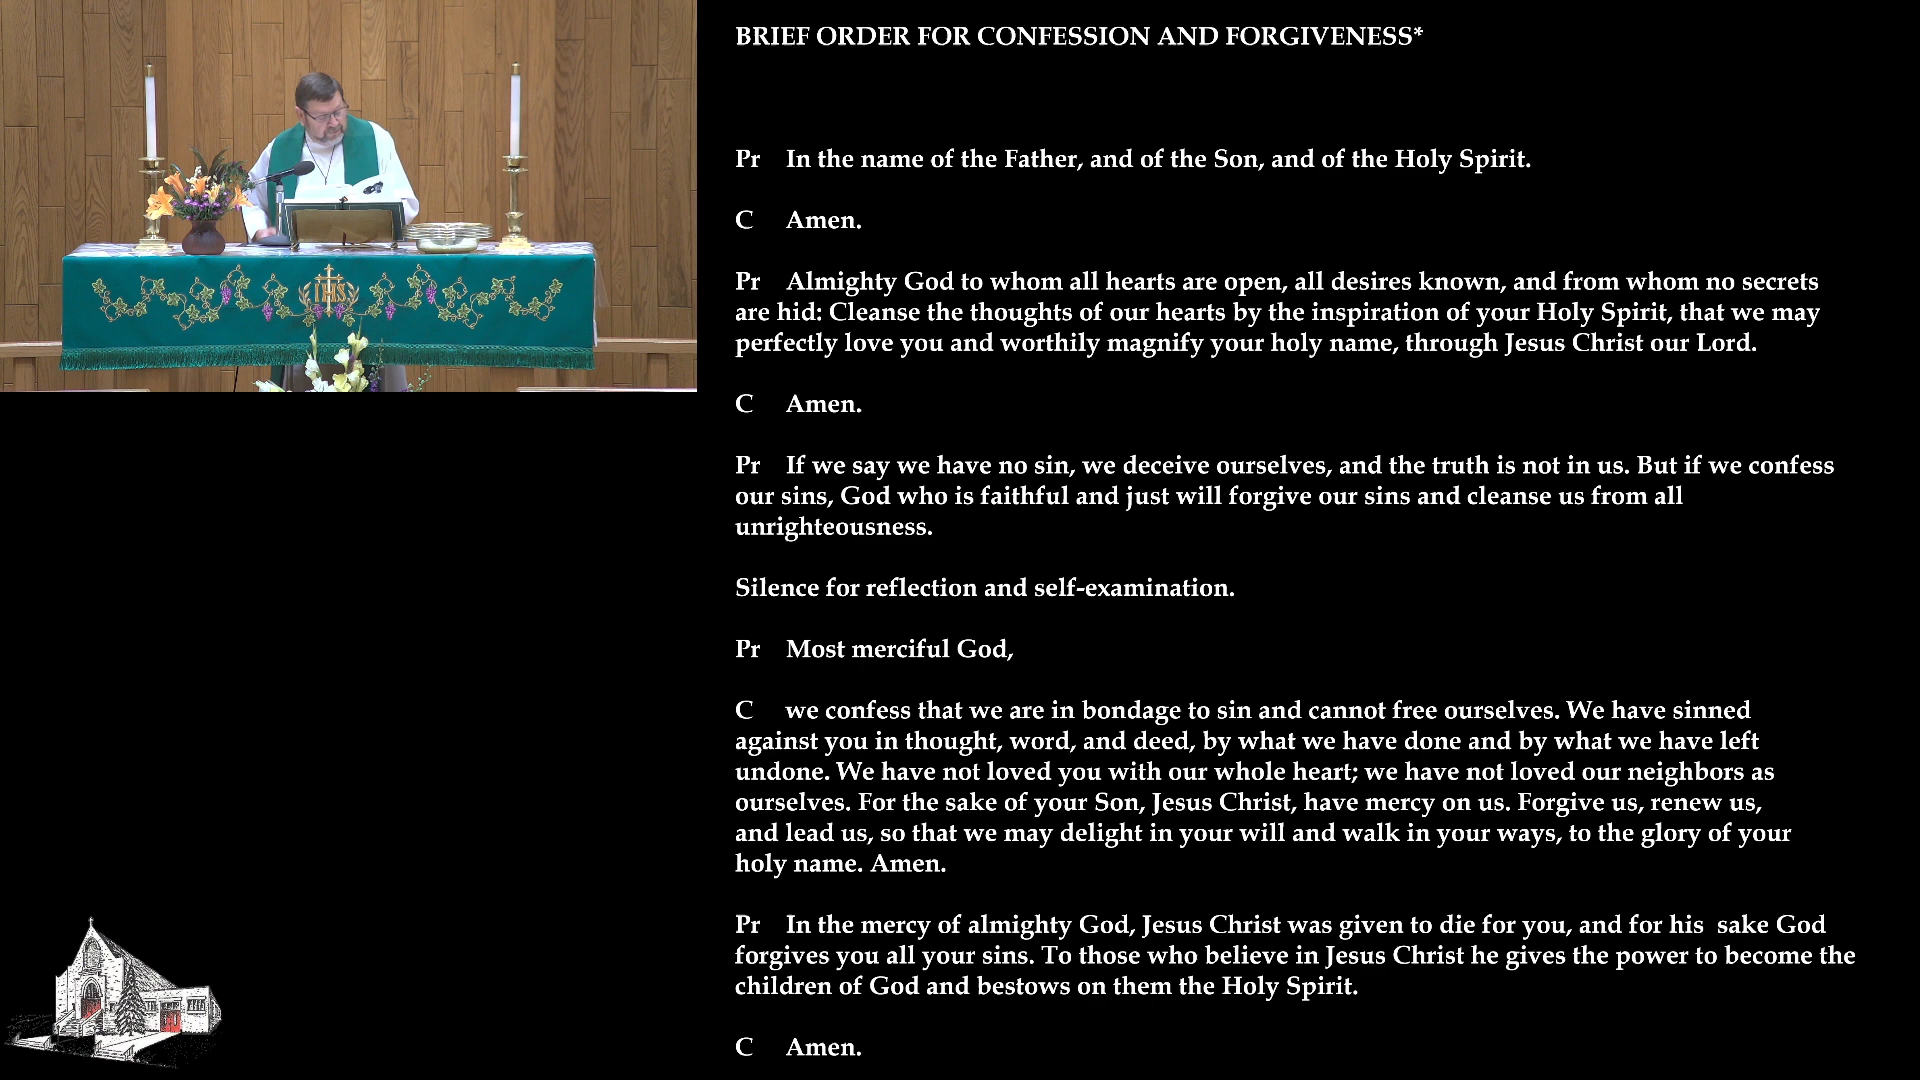 BRIEF ORDER FOR CONFESSION AND FORGIVENESS*
Pr In the name of the Father, and of the Son, and of the Holy Spirit.
C Amen.
Pr Almighty God to whom all hearts are open, all desires known, and from whom no secrets
are hid: Cleanse the thoughts of our hearts by the inspiration of your Holy Spirit, that we may
perfectly love you and worthily magnify your holy name, through Jesus Christ our Lord.
C Amen.
Pr If we say we have no sin, we deceive ourselves, and the truth is not in us. But if we confess
our sins, God who is faithful and just will forgive our sins and cleanse us from all
unrighteousness.
Silence for reflection and self-examination.
Pr Most merciful God,
C we confess that we are in bondage to sin and cannot free ourselves. We have sinned
against you in thought, word, and deed, by what we have done and by what we have left
undone. We have not loved you with our whole heart; we have not loved our neighbors as
ourselves. For the sake of your Son, Jesus Christ, have mercy on us. Forgive us, renew us,
and lead us, so that we may delight in your will and walk in your ways, to the glory of your
holy name. Amen.
Pr In the mercy of almighty God, Jesus Christ was given to die for you, and for his sake God
forgives you all your sins. To those who believe in Jesus Christ he gives the power to become the
children of God and bestows on them the Holy Spirit.
C Amen.
IHS